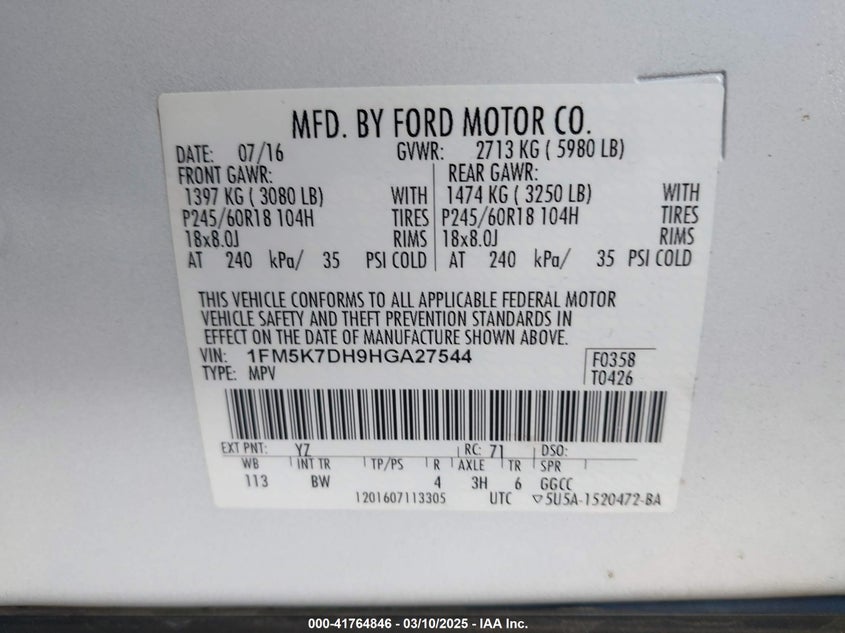 MFD. BY FORD MOTOR CO.
DATE: 07/16 GVWR: 2713 KG ( 5980 LB)
FRONT GAWR: REAR GAWR:
1397 KG ( 3080 LB) WITH 1474 KG ( 3250 LB) WITH
P245/60R18 104H TIRES P245/60R18 104H TIRES
18x8.0J RIMS 18x8.0J RIMS
AT 240 kPa/ 35 PSI COLD AT 240 kPa/ 35 PSI COLD
THIS VEHICLE CONFORMS TO ALL APPLICABLE FEDERAL MOTOR
VEHICLE SAFETY AND THEFT PREVENTION STANDARDS IN
EFFECT ON THE DATE OF MANUFACTURE SHOWN ABOVE.
VIN: 1FM5K7DH9HGA27544 F0358
TYPE: MPV T0426
EXT PNT: YZ RC: 71 DSO:
WB INT TR TP/PS R AXLE TR SPR
113 BW 4 3H 6 GGCC
1201607113305 UTC ▽5U5A-1520472-BA
000-41764846 - 03/10/2025 - IAA Inc.